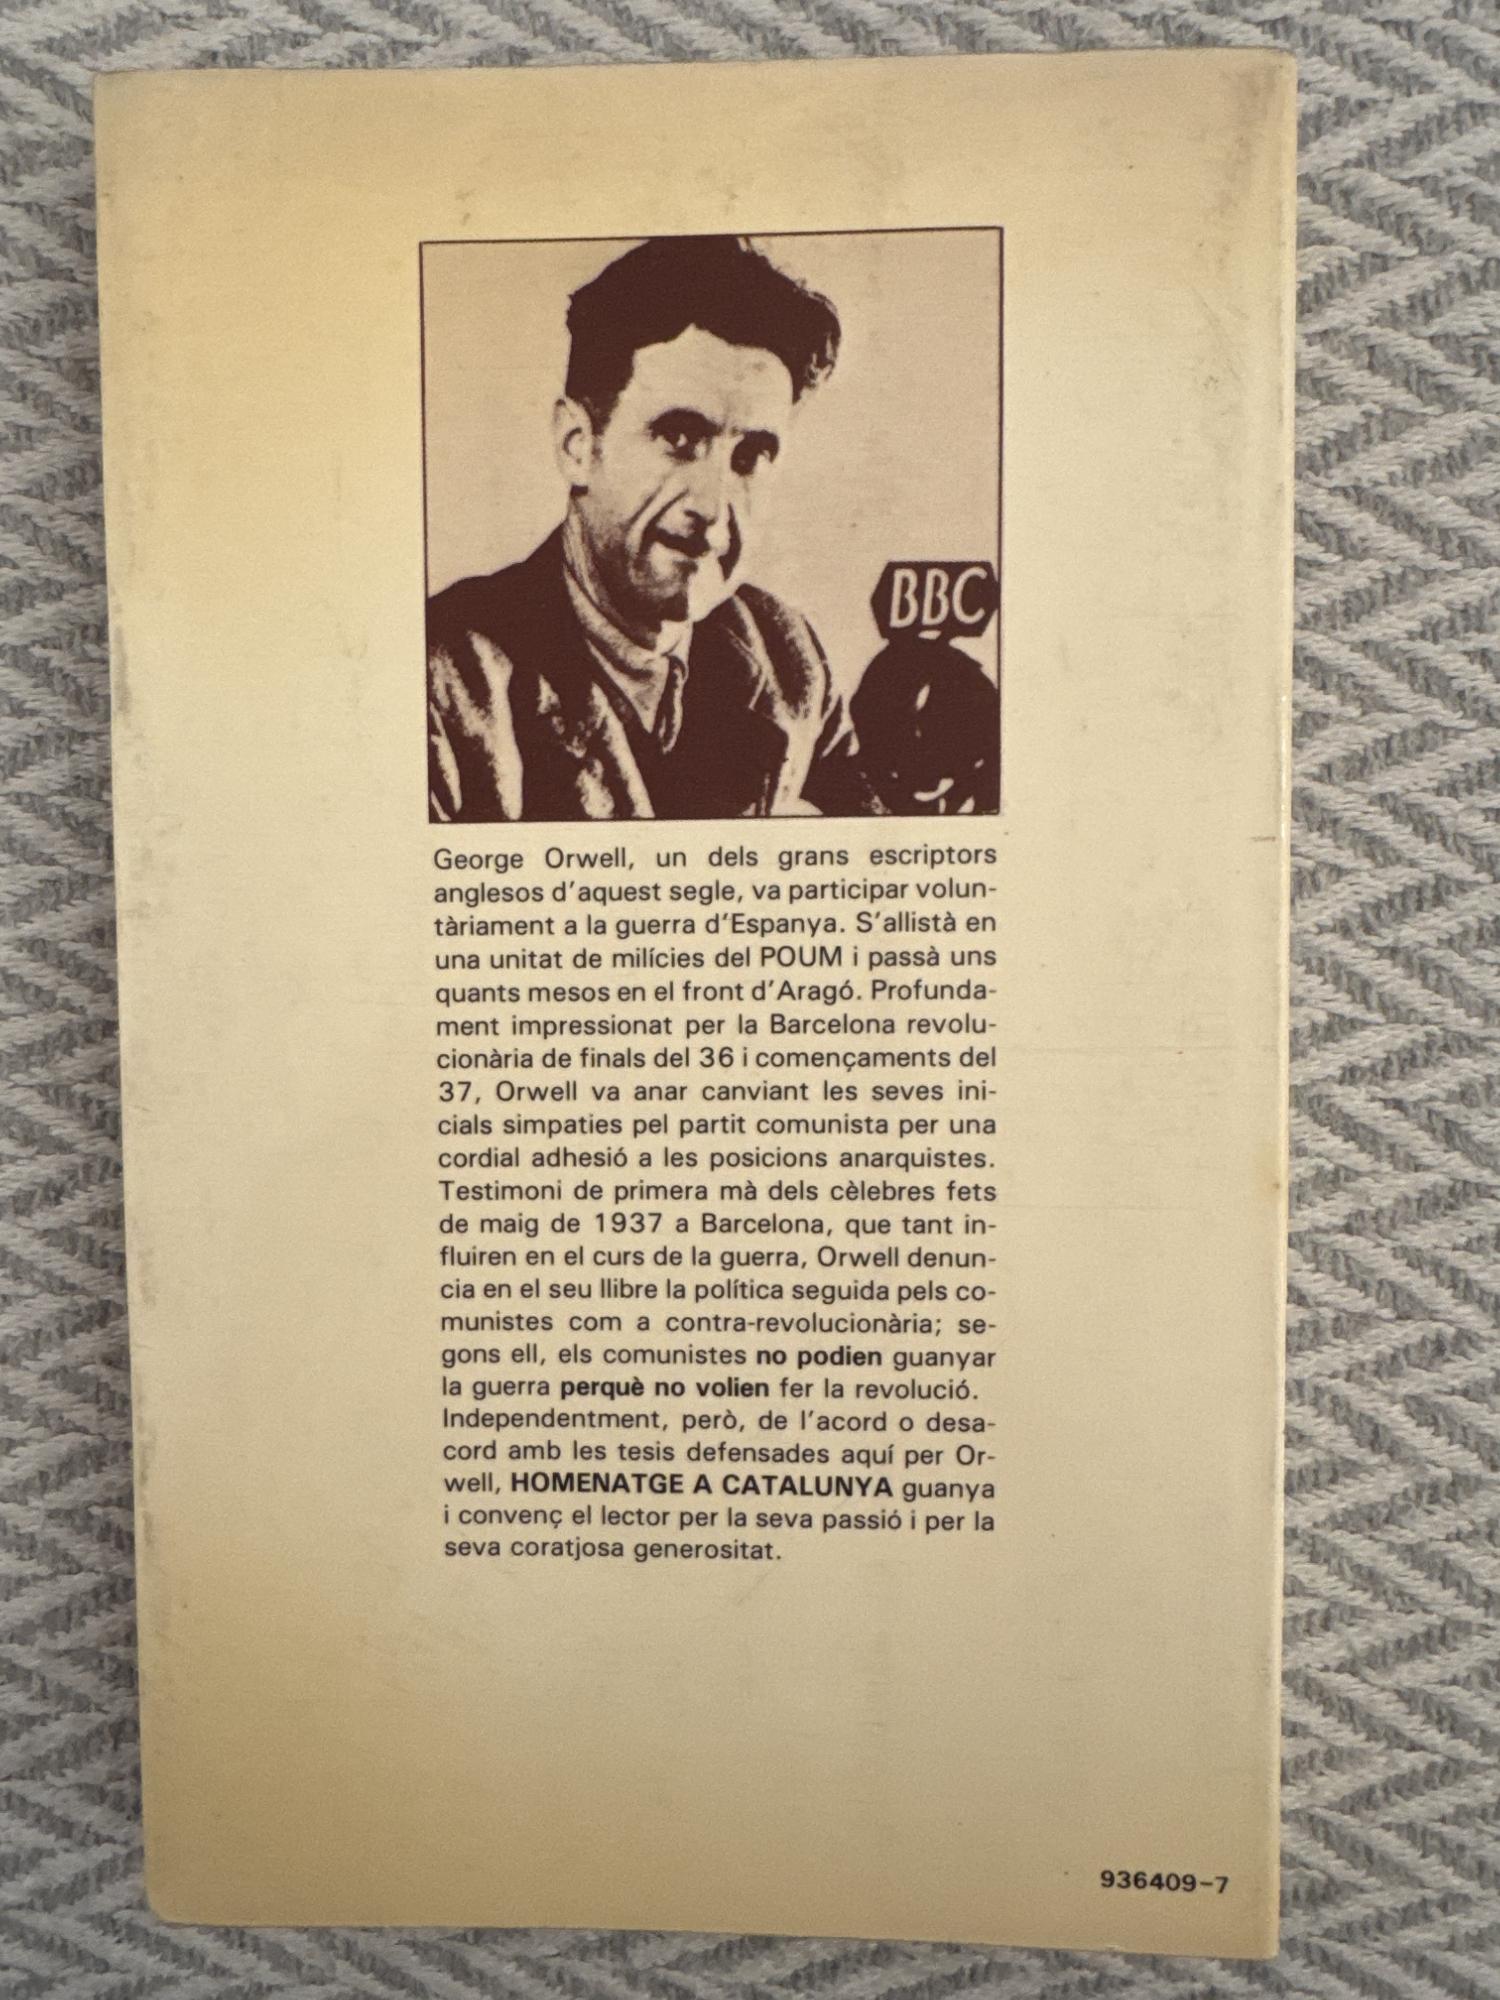 BBC
George Orwell, un dels grans escriptors
anglesos d'aquest segle, va participar volun-
tàriament a la guerra d'Espanya. S'allistà en
una unitat de milícies del POUM i passà uns
quants mesos en el front d'Aragó. Profunda-
ment impressionat per la Barcelona revolu-
cionària de finals del 36 i començaments del
37, Orwell va anar canviant les seves ini-
cials simpaties pel partit comunista per una
cordial adhesió a les posicions anarquistes.
Testimoni de primera mà dels cèlebres fets
de maig de 1937 a Barcelona, que tant in-
fluiren en el curs de la guerra, Orwell denun-
cia en el seu llibre la política seguida pels co-
munistes com a contra-revolucionària; se-
gons ell, els comunistes no podien guanyar
la guerra perquè no volien fer la revolució.
Independentment, però, de l'acord o desa-
cord amb les tesis defensades aquí per Or-
well, HOMENATGE A CATALUNYA guanya
i convenç el lector per la seva passió i per la
seva coratjosa generositat.
936409-7